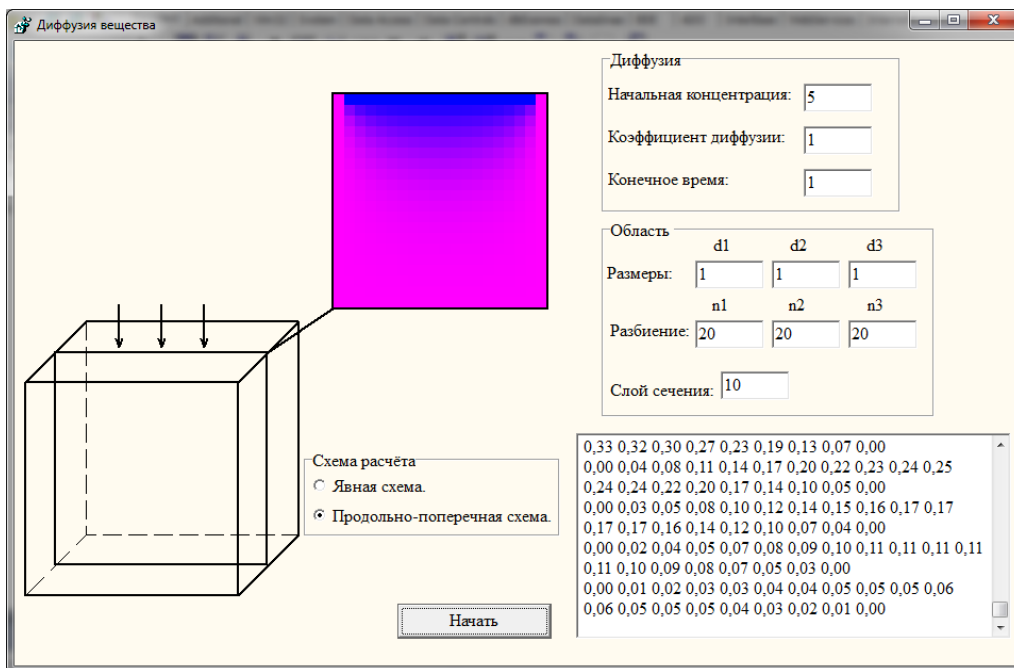 Диффузия вещества
Диффузия
Начальная концентрация: 5
Коэффициент диффузии: 1
Конечное время: 1
Область
d1 d2 d3
Размеры: 1 1 1
n1 n2 n3
Разбиение: 20 20 20
Слой сечения: 10
Схема расчёта
Явная схема.
Продольно-поперечная схема.
Начать
0,33 0,32 0,30 0,27 0,23 0,19 0,13 0,07 0,00
0,00 0,04 0,08 0,11 0,14 0,17 0,20 0,22 0,23 0,24 0,25
0,24 0,24 0,22 0,20 0,17 0,14 0,10 0,05 0,00
0,00 0,03 0,05 0,08 0,10 0,12 0,14 0,15 0,16 0,17 0,17
0,17 0,17 0,16 0,14 0,12 0,10 0,07 0,04 0,00
0,00 0,02 0,04 0,05 0,07 0,08 0,09 0,10 0,11 0,11 0,11 0,11
0,11 0,10 0,09 0,08 0,07 0,05 0,03 0,00
0,00 0,01 0,02 0,03 0,03 0,04 0,04 0,05 0,05 0,05 0,06
0,06 0,05 0,05 0,05 0,04 0,03 0,02 0,01 0,00